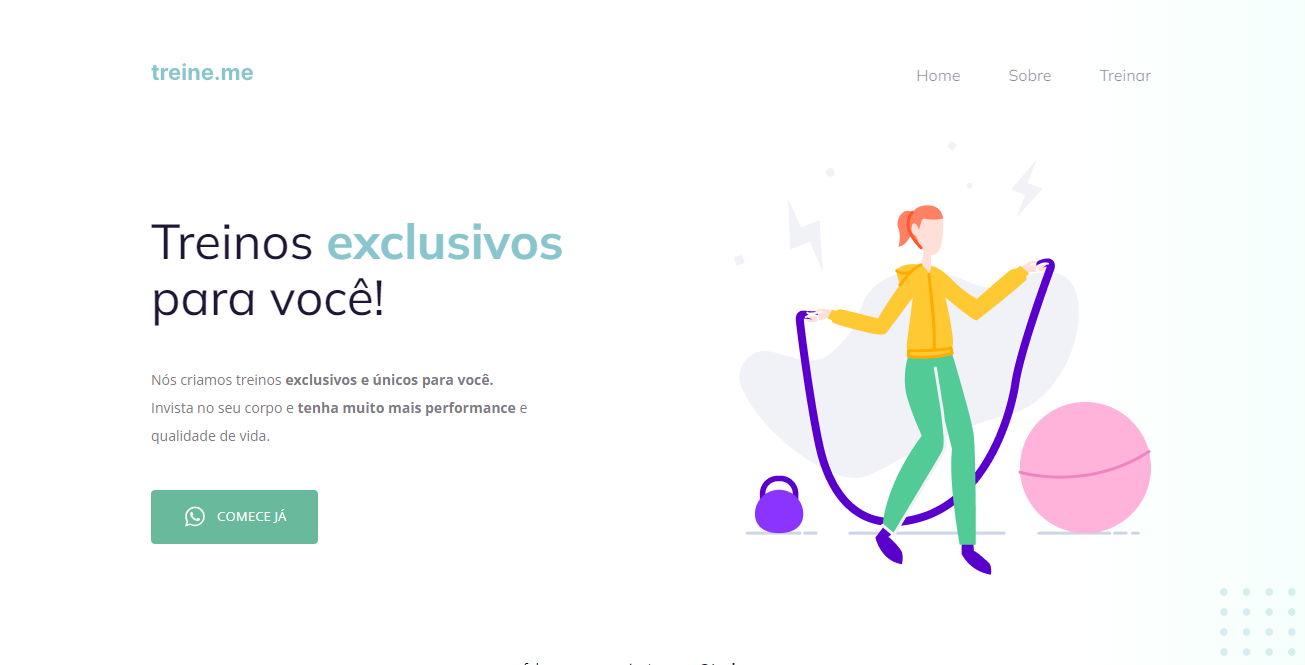 treine.me
Home Sobre Treinar
Treinos exclusivos
para você!
Nós criamos treinos exclusivos e únicos para você.
Invista no seu corpo e tenha muito mais performance e
qualidade de vida.
COMECE JÁ